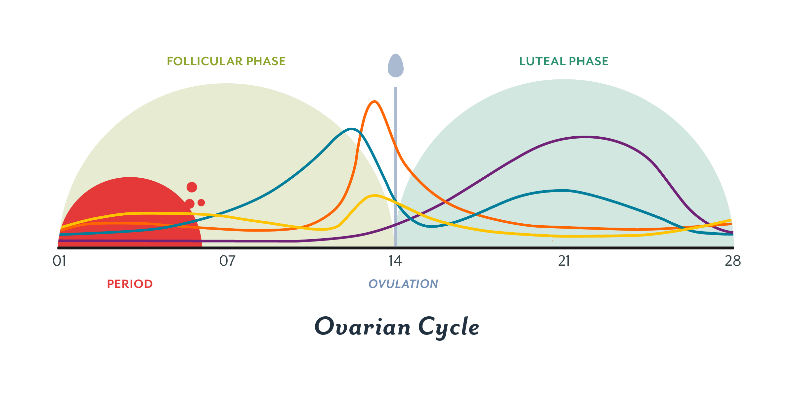 FOLLICULAR PHASE
LUTEAL PHASE
01 07 14 21 28
PERIOD
OVULATION
Ovarian Cycle